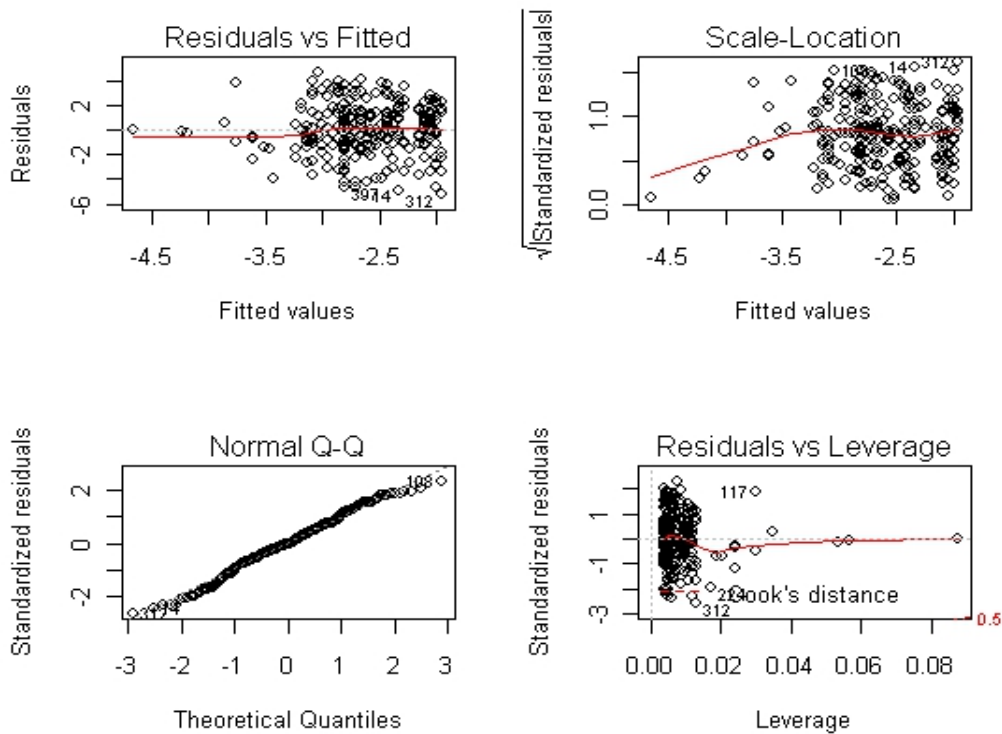 Residuals vs Fitted
Residuals
2
-2
-6
397
14
312
-4.5
-3.5
-2.5
Fitted values
Scale-Location
√|Standardized residuals|
1.0
0.0
14
312
-4.5
-3.5
-2.5
Fitted values
Normal Q-Q
Standardized residuals
2
0
-2
108
-3
-2
-1
0
1
2
3
Theoretical Quantiles
Residuals vs Leverage
Standardized residuals
1
-1
-3
117
312
Cook's distance
0.5
0.00
0.02
0.04
0.06
0.08
Leverage